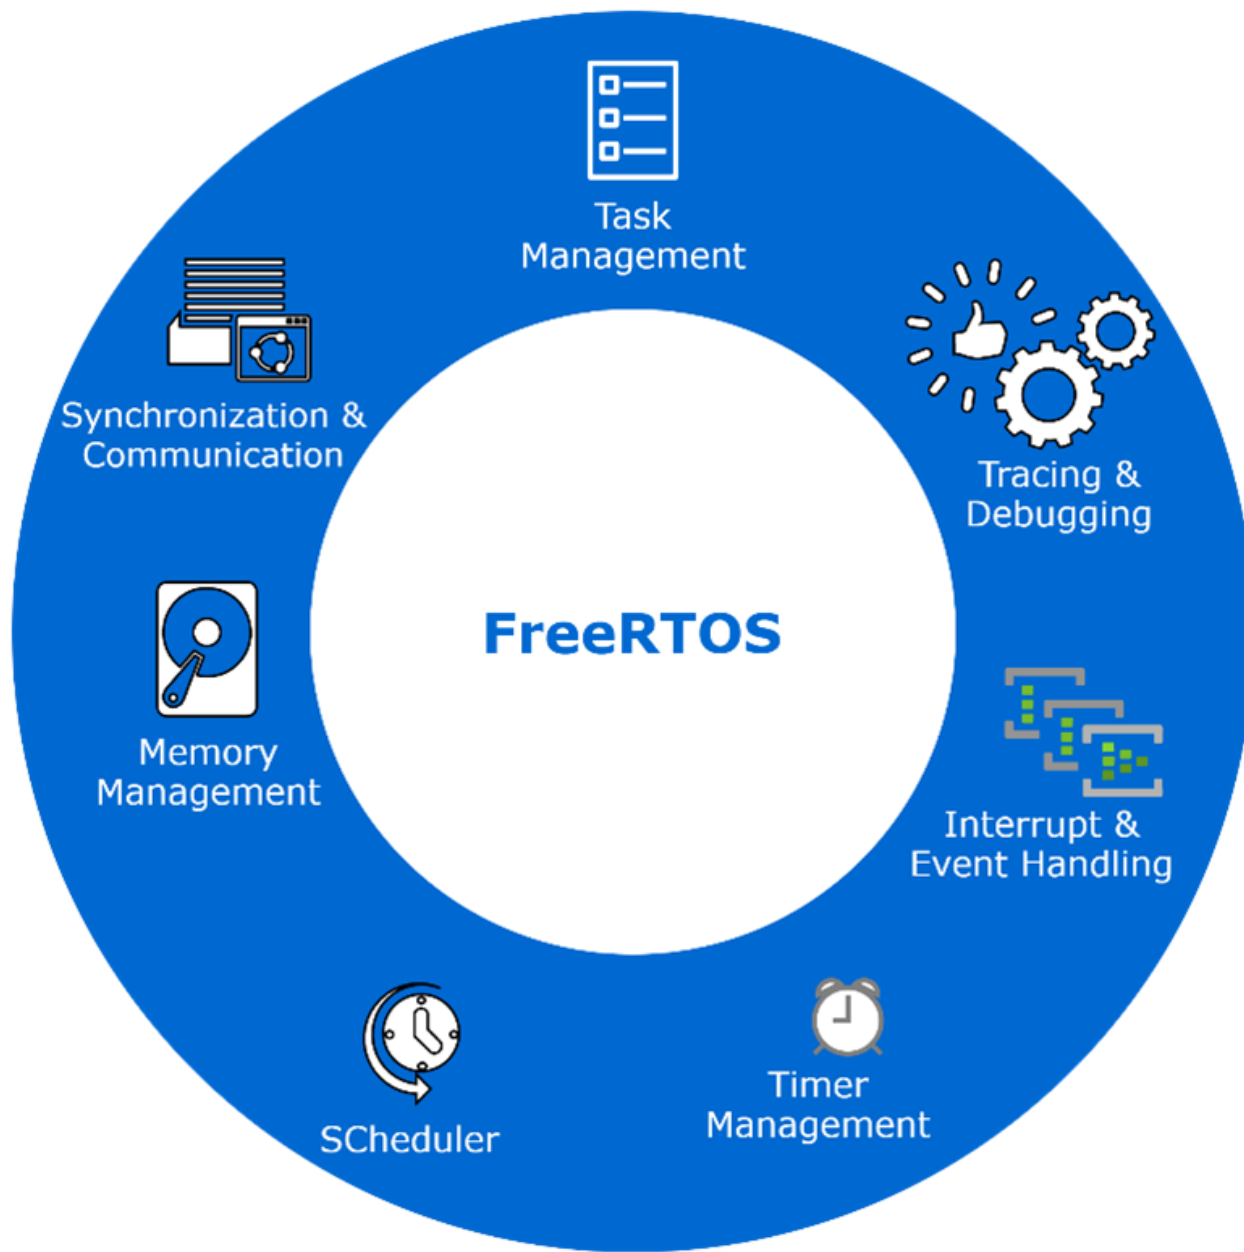 Task
Management
Tracing &
Debugging
Interrupt &
Event Handling
Timer
Management
SCheduler
Memory
Management
Synchronization &
Communication
FreeRTOS